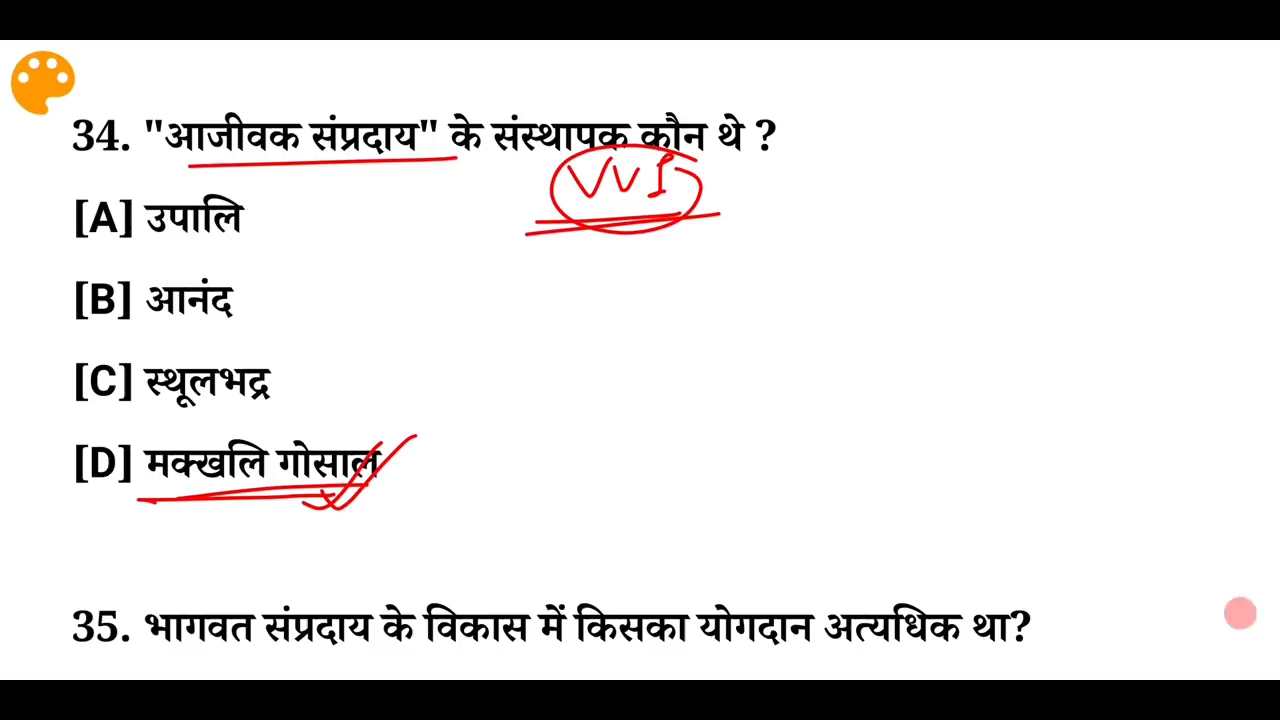 34. "आजीवक संप्रदाय" के संस्थापक कौन थे ?
VVI
[A] उपालि
[B] आनंद
[C] स्थूलभद्र
[D] मक्खलि गोसाल
35. भागवत संप्रदाय के विकास में किसका योगदान अत्यधिक था?